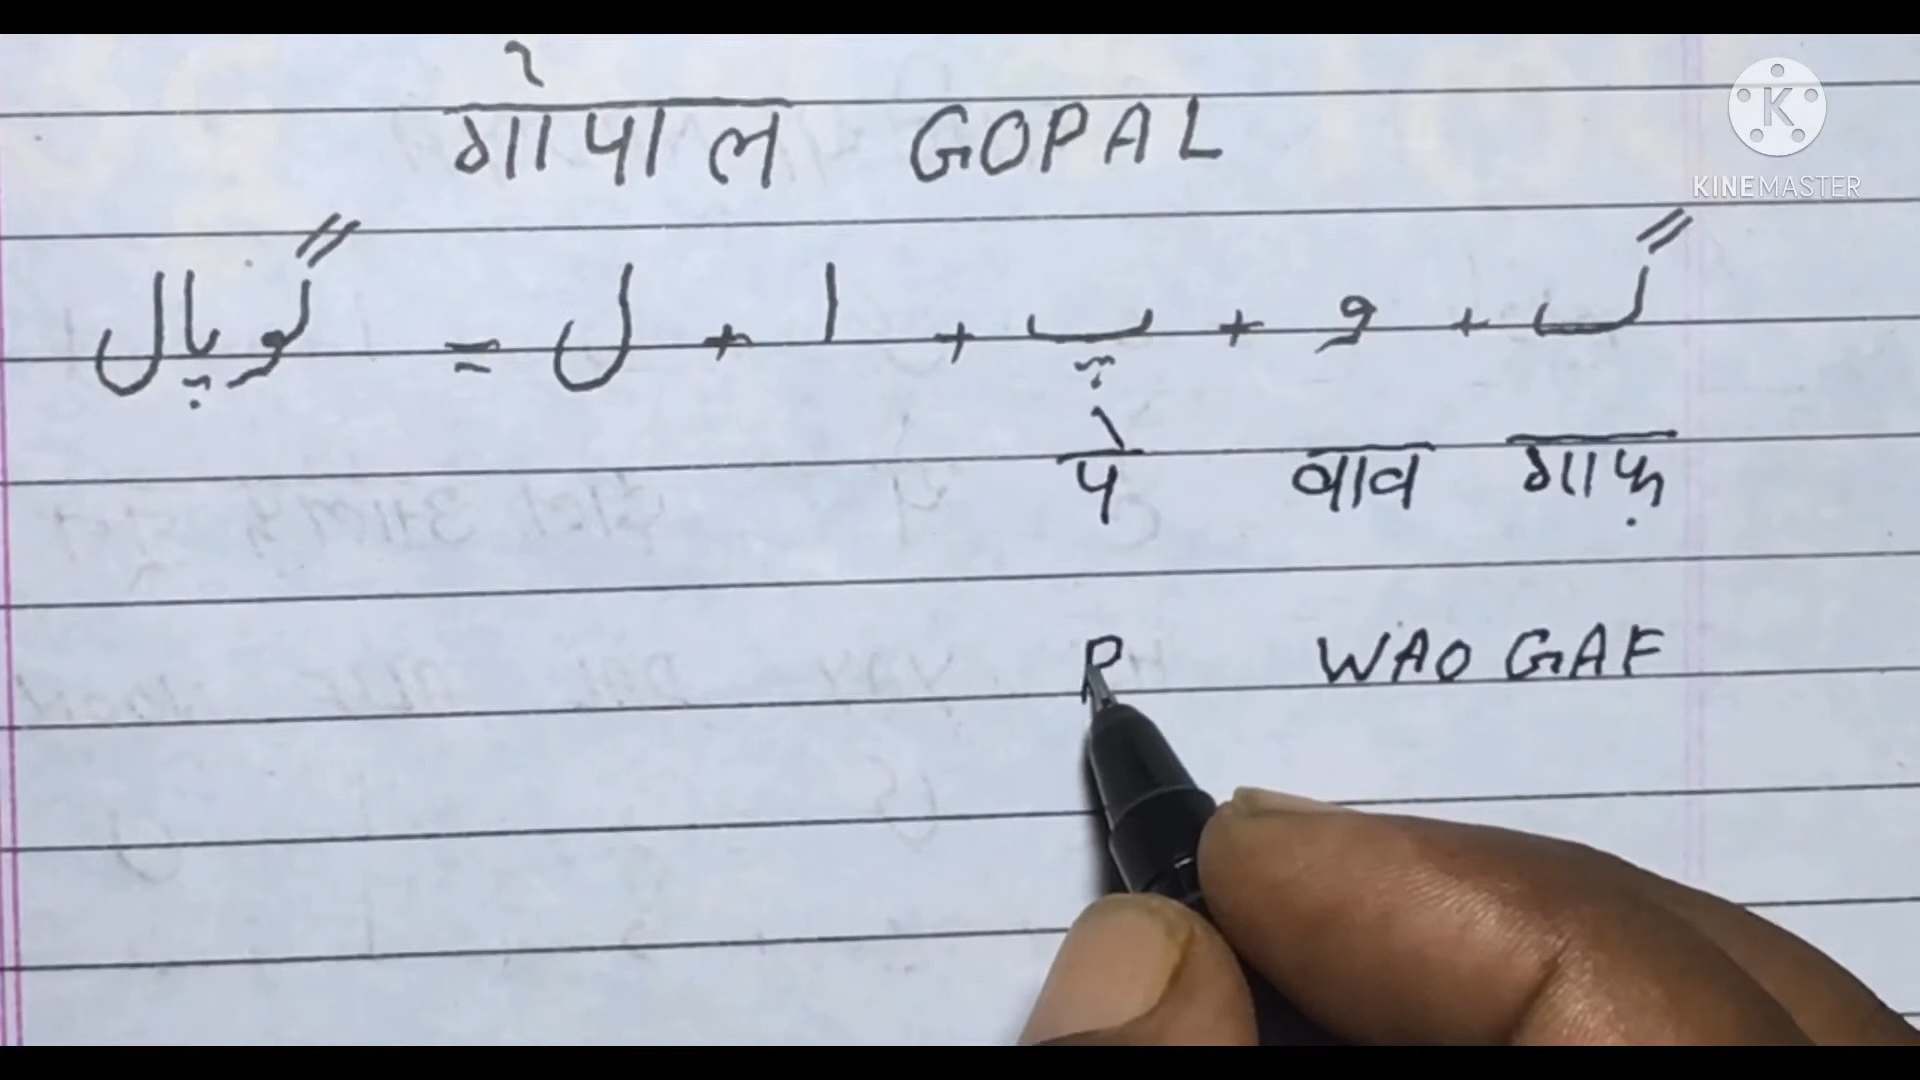 गोपाल GOPAL
KINEMASTER
گ + و + پ + ا + ل = گوپال
गाफ़ वाव पे
GAF WAO P